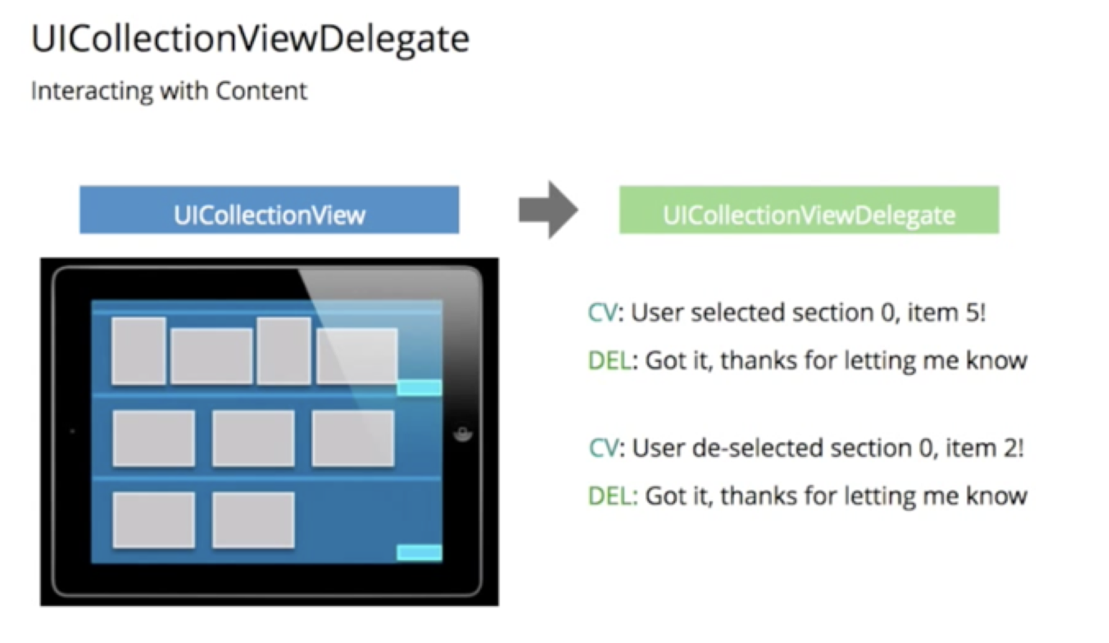 UICollectionViewDelegate
Interacting with Content
UICollectionView
UICollectionViewDelegate
CV: User selected section 0, item 5!
DEL: Got it, thanks for letting me know
CV: User de-selected section 0, item 2!
DEL: Got it, thanks for letting me know